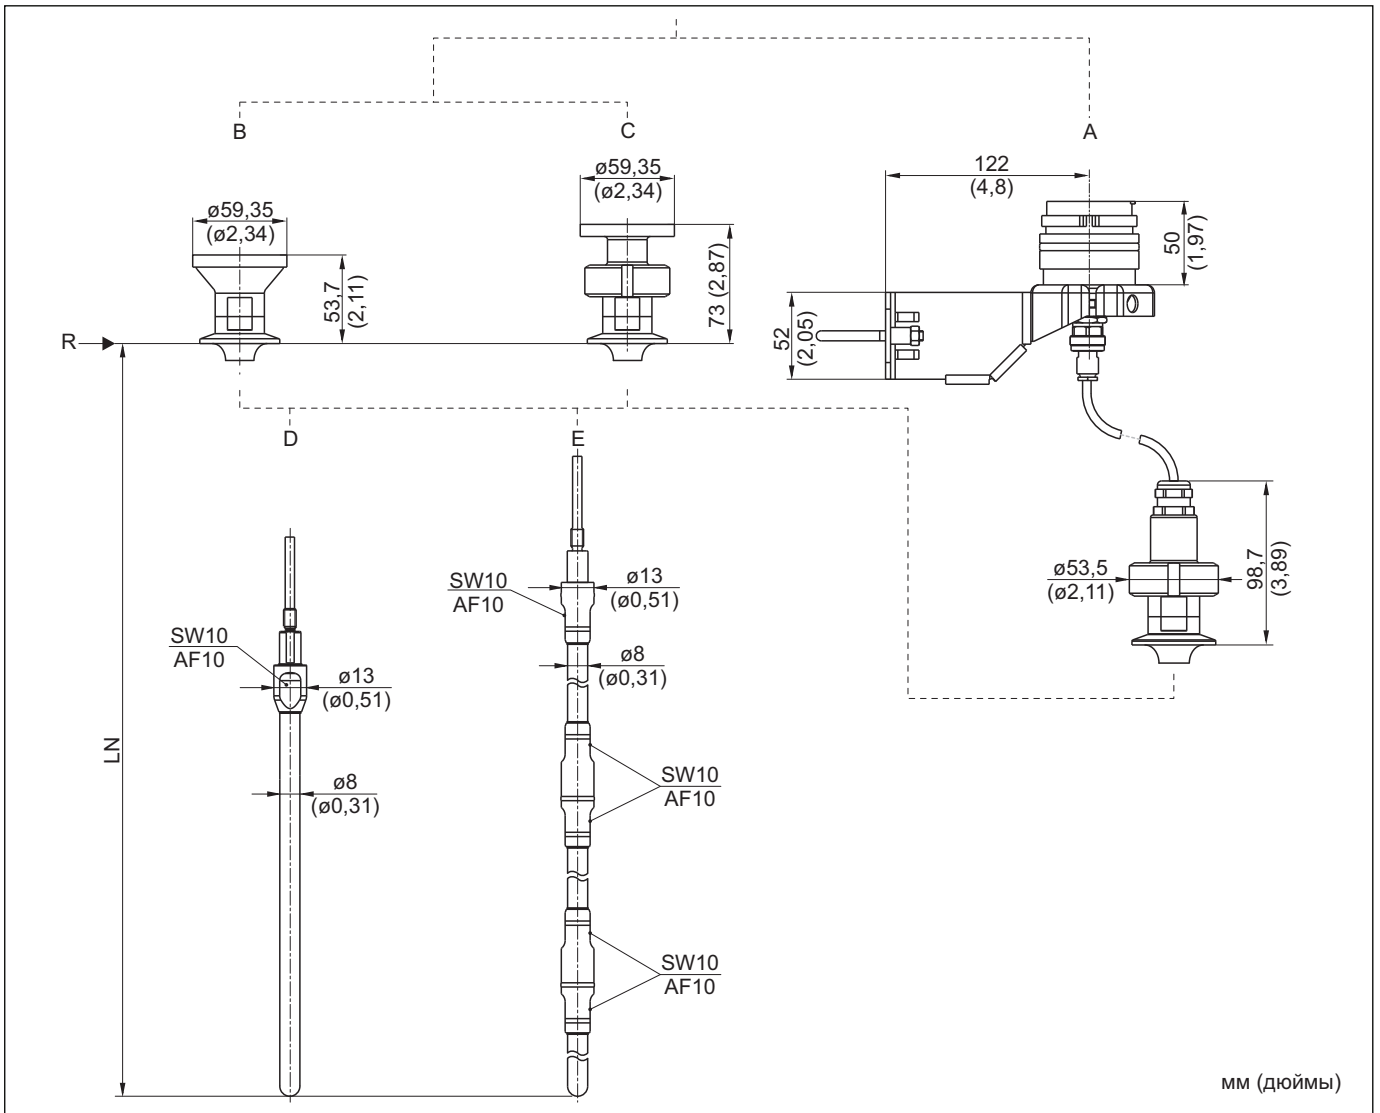 B
C
A
ø59,35
(ø2,34)
122
(4,8)
ø59,35
(ø2,34)
50
(1,97)
53,7
(2,11)
73 (2,87)
52
(2,05)
R
D
E
98,7
(3,89)
ø53,5
(ø2,11)
SW10
AF10
ø13
(ø0,51)
SW10
AF10
ø8
(ø0,31)
ø13
(ø0,51)
LN
ø8
(ø0,31)
SW10
AF10
SW10
AF10
мм (дюймы)